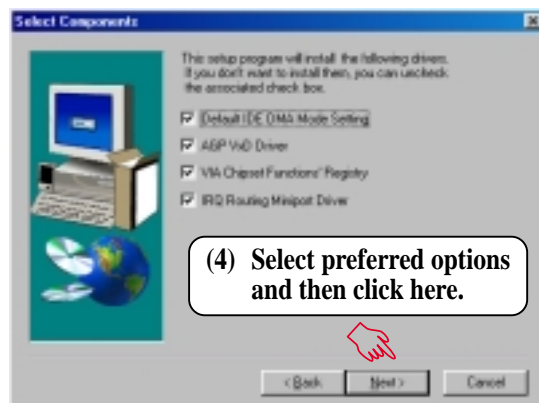 Select Components
This setup program will install the following drivers.
If you don't want to install them, you can uncheck
the associated check box.
Default IDE DMA Mode Setting
AGP VxD Driver
VIA Chipset Functions' Registry
IRQ Routing Miniport Driver
(4) Select preferred options
and then click here.
< Back
Next >
Cancel